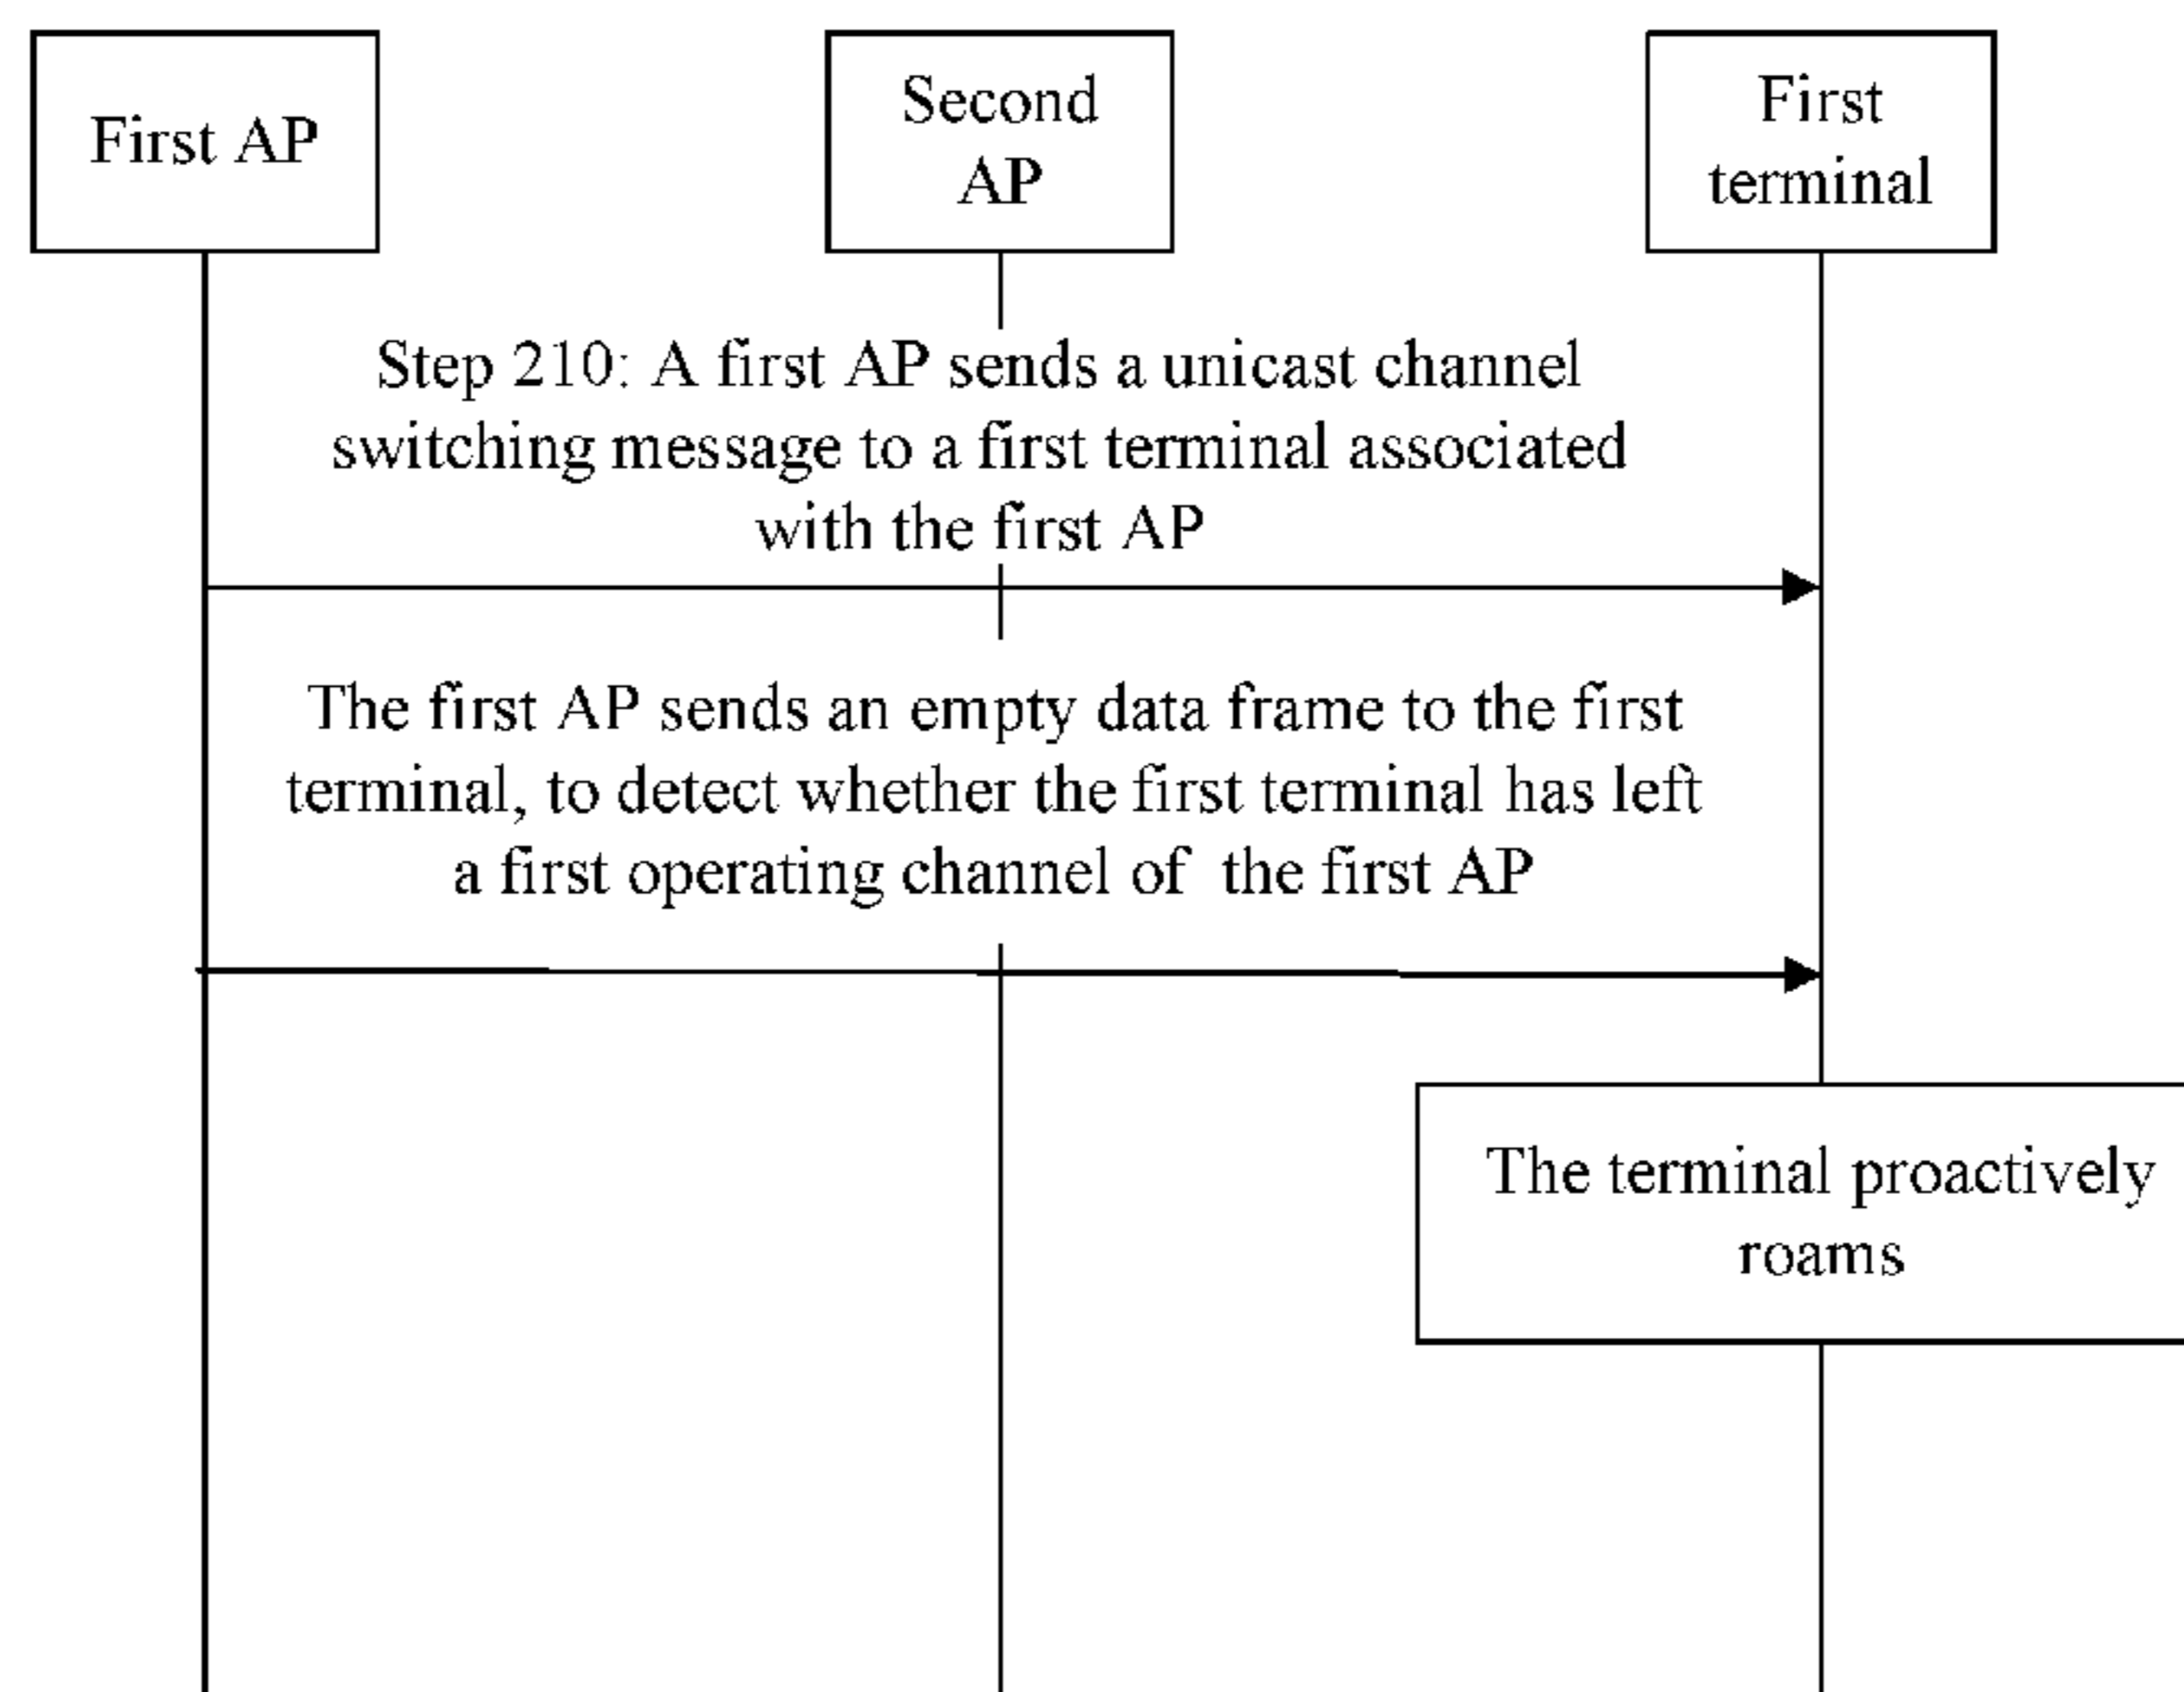 First AP
Second
AP
First
terminal
Step 210: A first AP sends a unicast channel
switching message to a first terminal associated
with the first AP
The first AP sends an empty data frame to the first
terminal, to detect whether the first terminal has left
a first operating channel of the first AP
The terminal proactively
roams